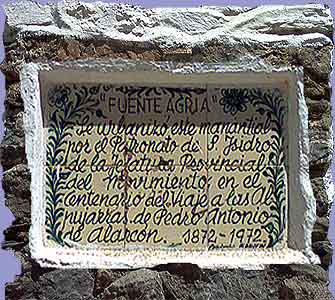 "FUENTE AGRIA"
Se Urbanizó este manantial
por el Patronato de S. Isidro
de la Jefatura Provincial
del Movimiento, en el
Centenario del Viaje a las Al
pujarras de Pedro Antonio
de Alarcón. 1872-1972.